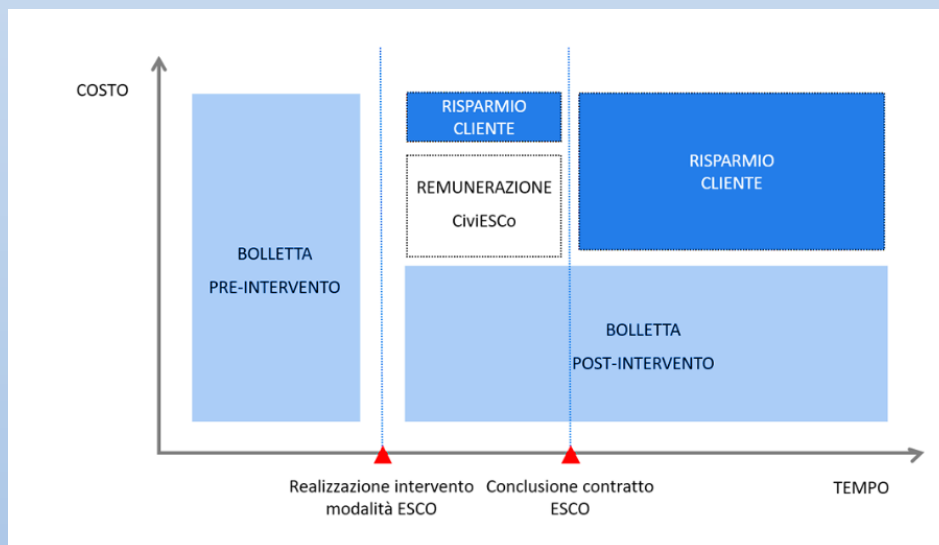 COSTO
BOLLETTA
PRE-INTERVENTO
RISPARMIO
CLIENTE
REMUNERAZIONE
CiviESCo
RISPARMIO
CLIENTE
BOLLETTA
POST-INTERVENTO
Realizzazione intervento
modalità ESCO
Conclusione contratto
ESCO
TEMPO